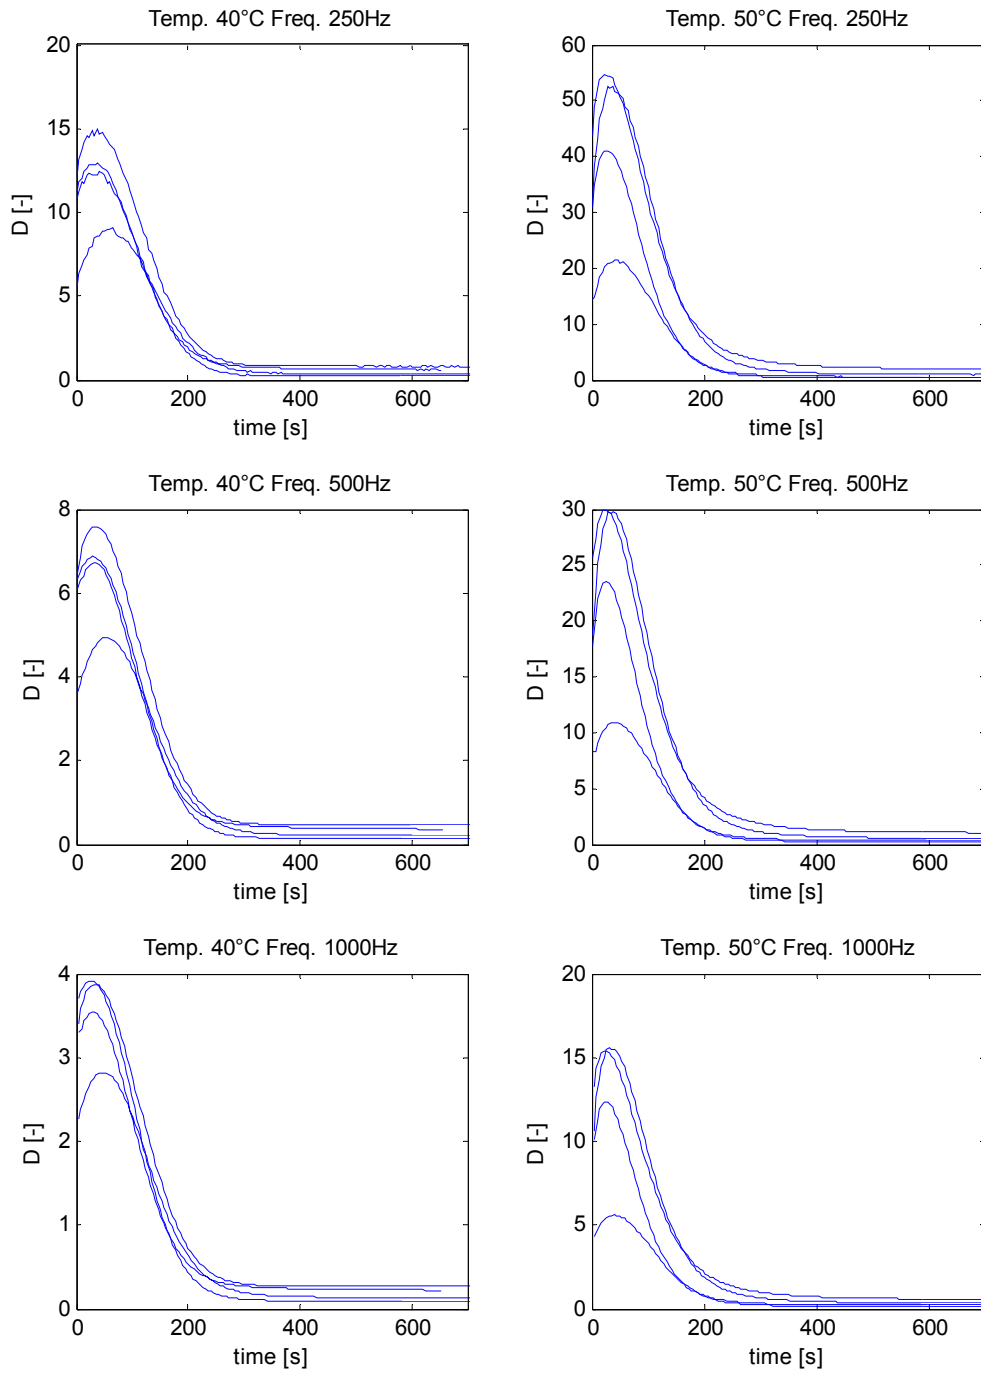 Temp. 40°C Freq. 250Hz
20
15
10
5
0
D [-]
0 200 400 600
time [s]
Temp. 50°C Freq. 250Hz
60
50
40
30
20
10
0
D [-]
0 200 400 600
time [s]
Temp. 40°C Freq. 500Hz
8
6
4
2
0
D [-]
0 200 400 600
time [s]
Temp. 50°C Freq. 500Hz
30
25
20
15
10
5
0
D [-]
0 200 400 600
time [s]
Temp. 40°C Freq. 1000Hz
4
3
2
1
0
D [-]
0 200 400 600
time [s]
Temp. 50°C Freq. 1000Hz
20
15
10
5
0
D [-]
0 200 400 600
time [s]